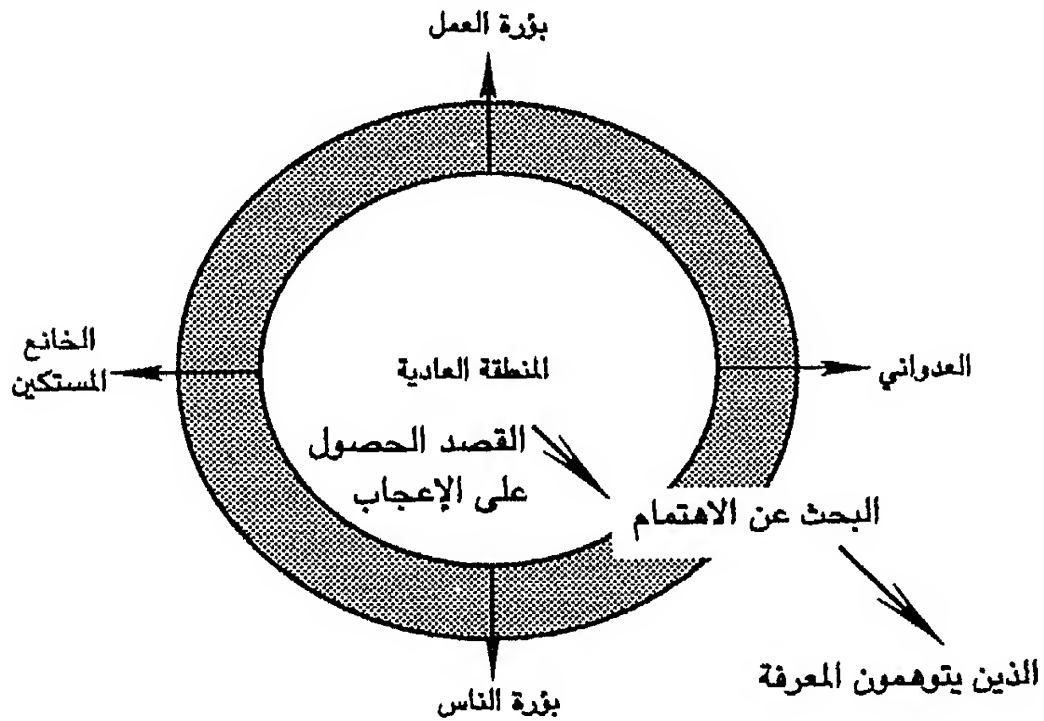 بؤرة العمل
الخانع
المستكين
المنطقة العادية
العدواني
القصد الحصول
على الإعجاب
البحث عن الاهتمام
الذين يتوهمون المعرفة
بؤرة الناس